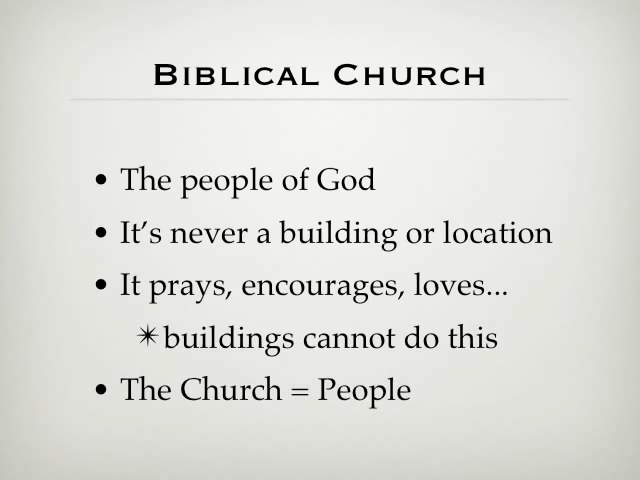 Biblical Church
• The people of God
• It’s never a building or location
• It prays, encourages, loves...
✴buildings cannot do this
• The Church = People